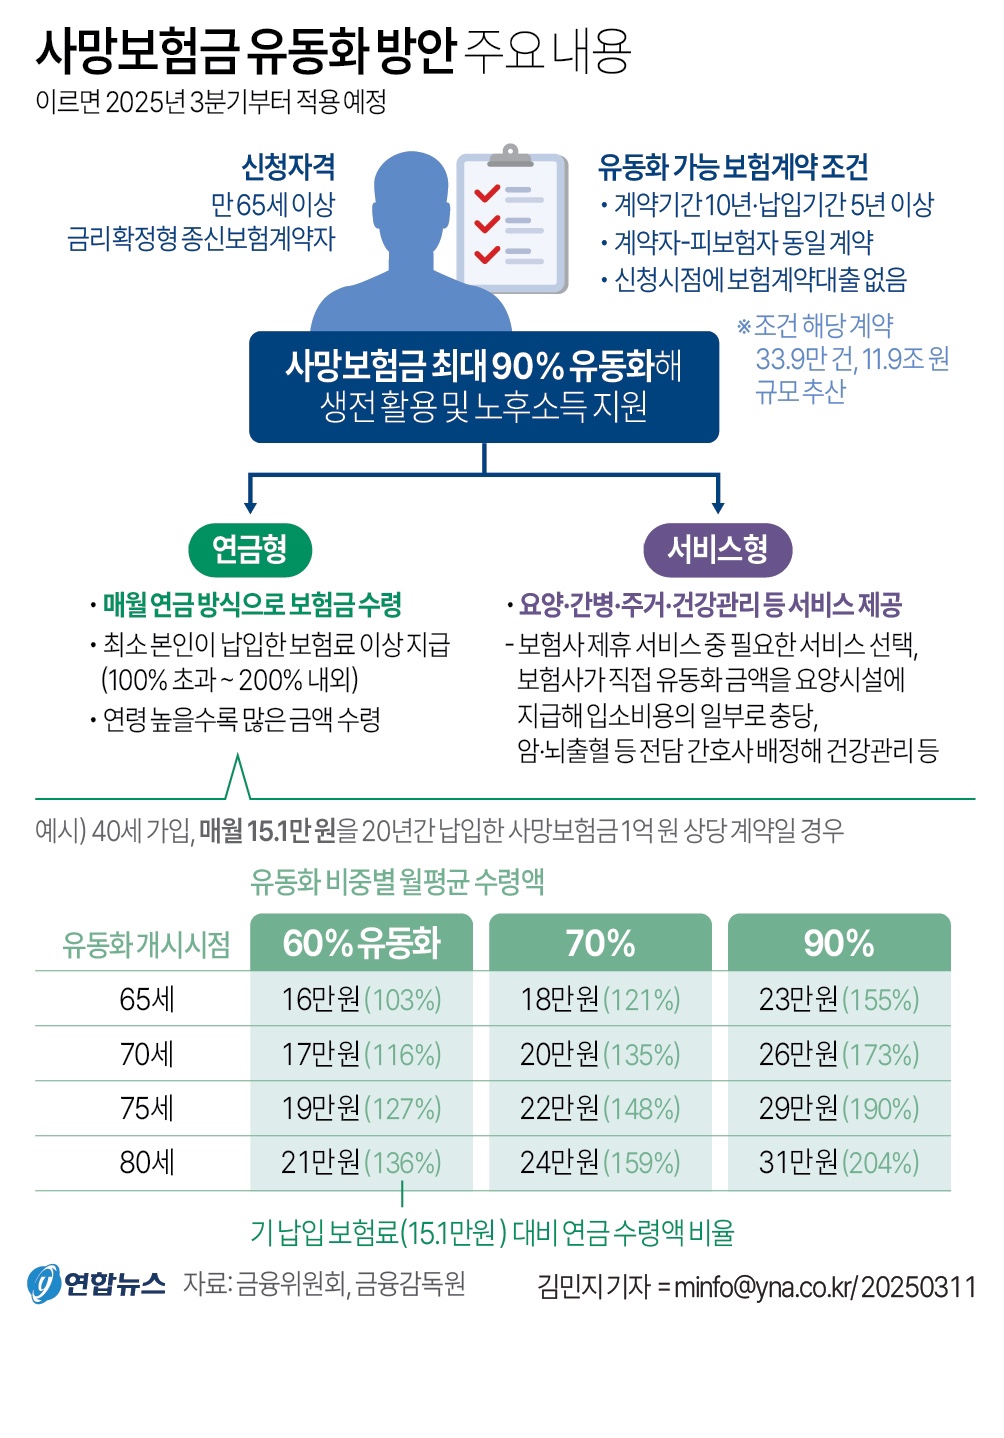 사망보험금 유동화 방안 주요 내용
이르면 2025년 3분기부터 적용 예정
신청자격
만 65세 이상
금리확정형 종신보험계약자
유동화 가능 보험계약 조건
• 계약기간 10년·납입기간 5년 이상
• 계약자-피보험자 동일 계약
• 신청시점에 보험계약대출 없음
※ 조건 해당 계약
33.9만 건, 11.9조 원
규모 추산
사망보험금 최대 90% 유동화해
생전 활용 및 노후소득 지원
연금형
• 매월 연금 방식으로 보험금 수령
• 최소 본인이 납입한 보험료 이상 지급
(100% 초과 ~ 200% 내외)
• 연령 높을수록 많은 금액 수령
서비스형
• 요양·간병·주거·건강관리 등 서비스 제공
- 보험사 제휴 서비스 중 필요한 서비스 선택,
보험사가 직접 유동화 금액을 요양시설에
지급해 입소비용의 일부로 충당,
암·뇌출혈 등 전담 간호사 배정해 건강관리 등
예시) 40세 가입, 매월 15.1만 원을 20년간 납입한 사망보험금 1억 원 상당 계약일 경우
유동화 비중별 월평균 수령액
유동화 개시시점 60% 유동화 70% 90%
65세 16만원(103%) 18만원(121%) 23만원(155%)
70세 17만원(116%) 20만원(135%) 26만원(173%)
75세 19만원(127%) 22만원(148%) 29만원(190%)
80세 21만원(136%) 24만원(159%) 31만원(204%)
기 납입 보험료(15.1만원 ) 대비 연금 수령액 비율
y 연합뉴스 자료: 금융위원회, 금융감독원
김민지 기자 = minfo@yna.co.kr/ 20250311